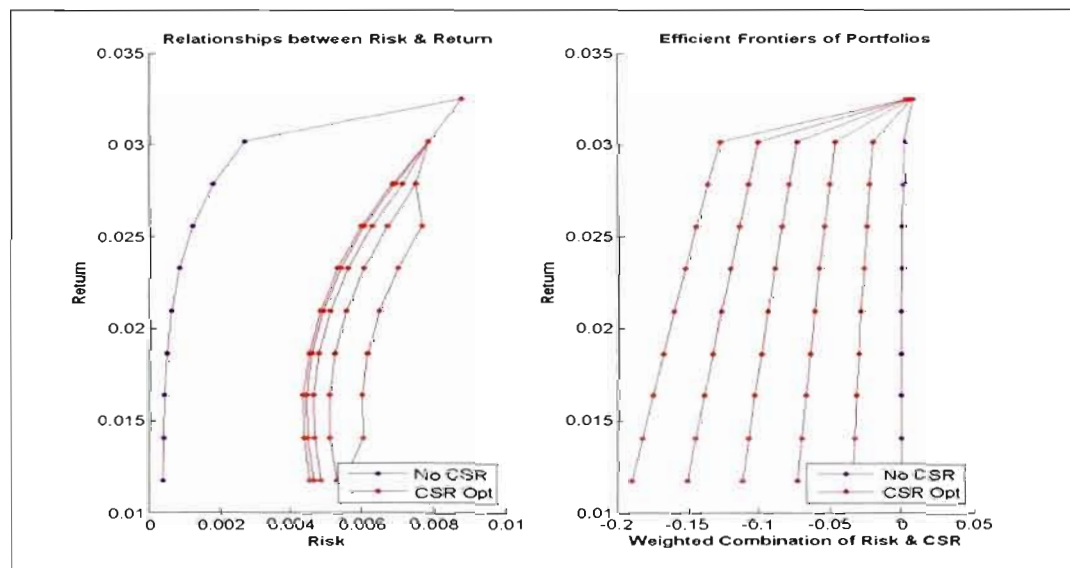 Relationships between Risk & Return
0.035
0.03
0.025
0.02
0.015
0.01
Return
0
0.002
0.004
0.006
0.008
0.01
Risk
No CSR
CSR Opt
Efficient Frontiers of Portfolios
0.035
0.03
0.025
0.02
0.015
0.01
Return
-0.2
-0.15
-0.1
-0.05
0
0.05
Weighted Combination of Risk & CSR
No CSR
CSR Opt